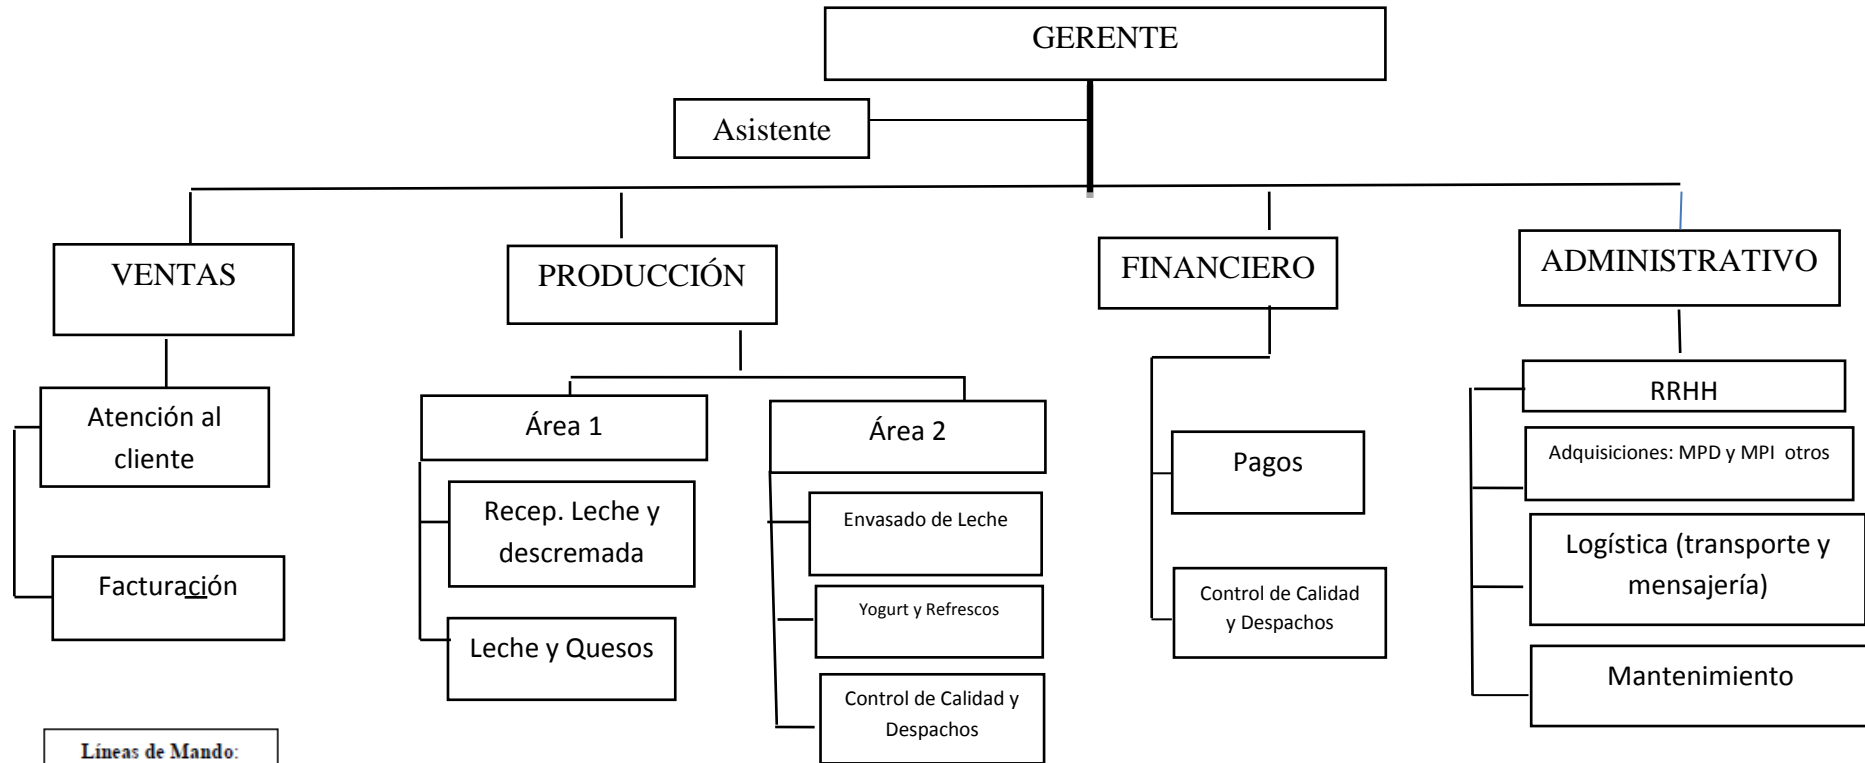 GERENTE
Asistente
VENTAS
PRODUCCIÓN
FINANCIERO
ADMINISTRATIVO
Atención al
cliente
Facturación
Área 1
Recep. Leche y
descremada
Leche y Quesos
Área 2
Envasado de Leche
Yogurt y Refrescos
Control de Calidad y
Despachos
Pagos
Control de Calidad
y Despachos
RRHH
Adquisiciones: MPD y MPI otros
Logística (transporte y
mensajería)
Mantenimiento
Líneas de Mando: